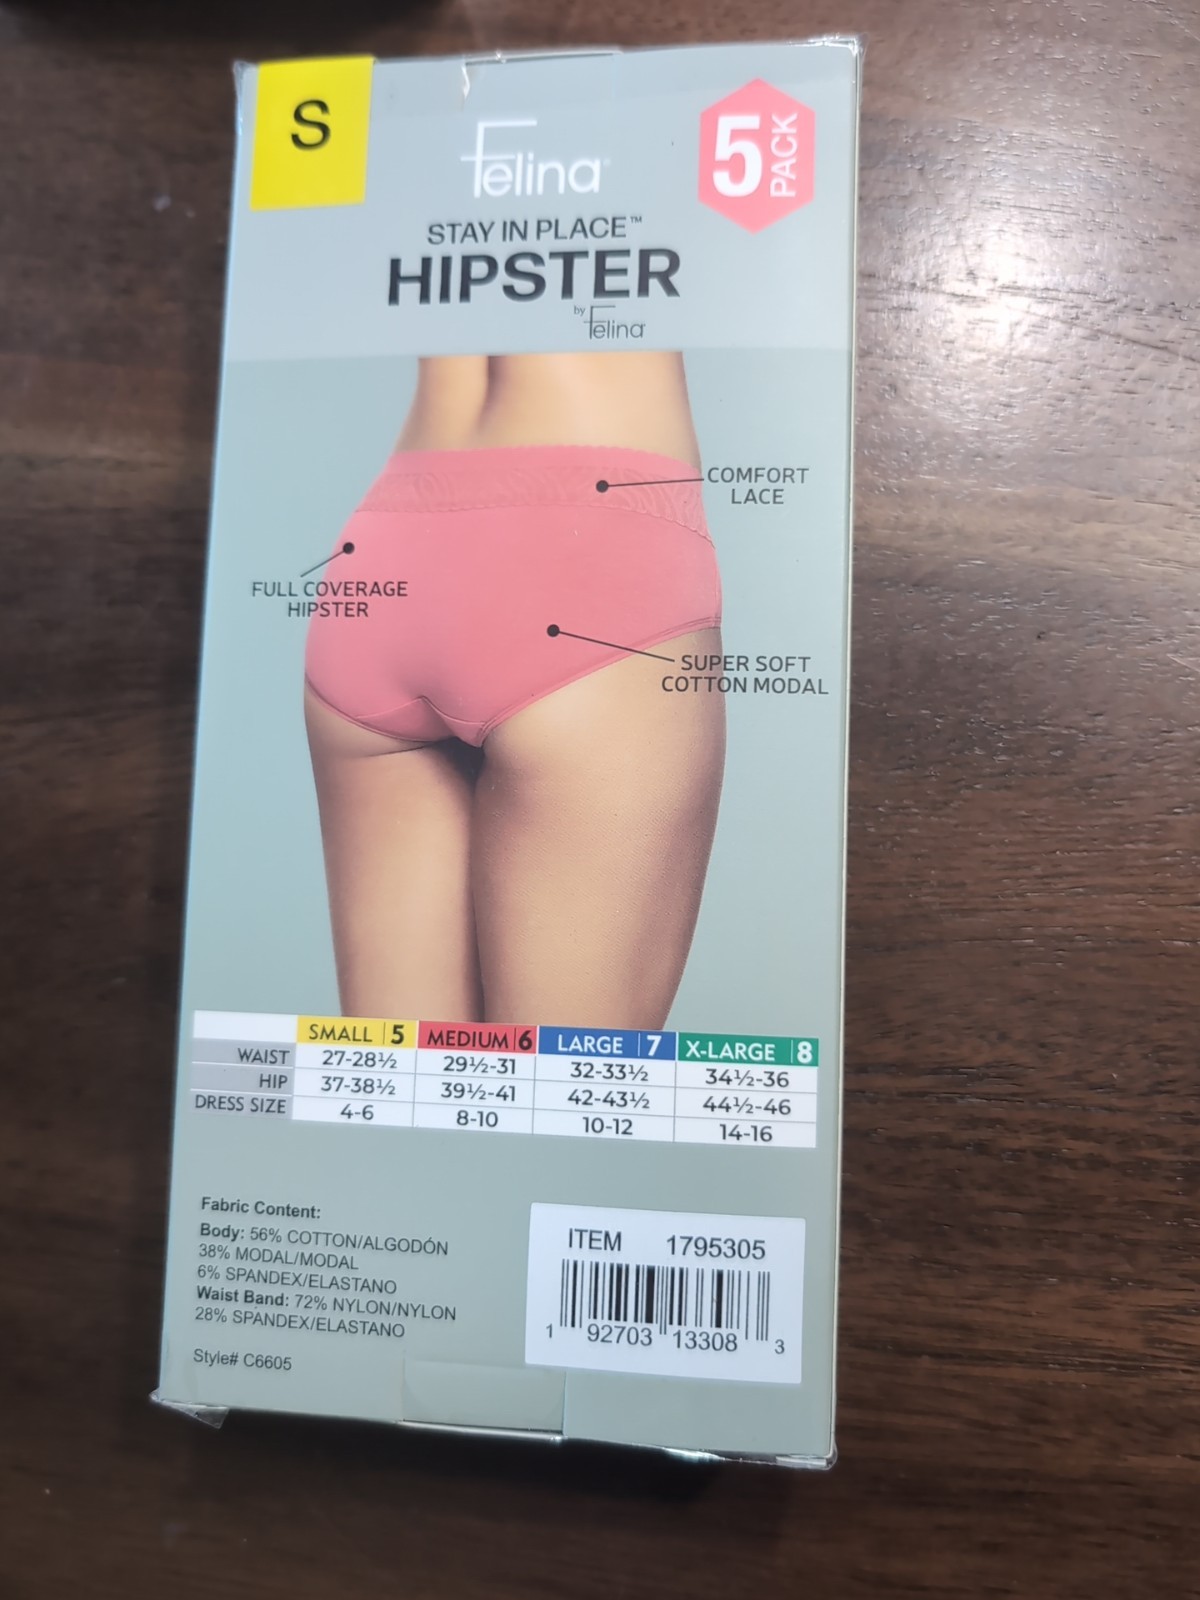 S
Felina
5 PACK
STAY IN PLACE™
HIPSTER
by Felina
COMFORT
LACE
FULL COVERAGE
HIPSTER
SUPER SOFT
COTTON MODAL
SMALL 5 MEDIUM 6 LARGE 7 X-LARGE 8
WAIST 27-28½ 29½-31 32-33½ 34½-36
HIP 37-38½ 39½-41 42-43½ 44½-46
DRESS SIZE 4-6 8-10 10-12 14-16
Fabric Content:
Body: 56% COTTON/ALGODÓN
38% MODAL/MODAL
6% SPANDEX/ELASTANO
Waist Band: 72% NYLON/NYLON
28% SPANDEX/ELASTANO
Style# C6605
ITEM 1795305
1 92703 13308 3